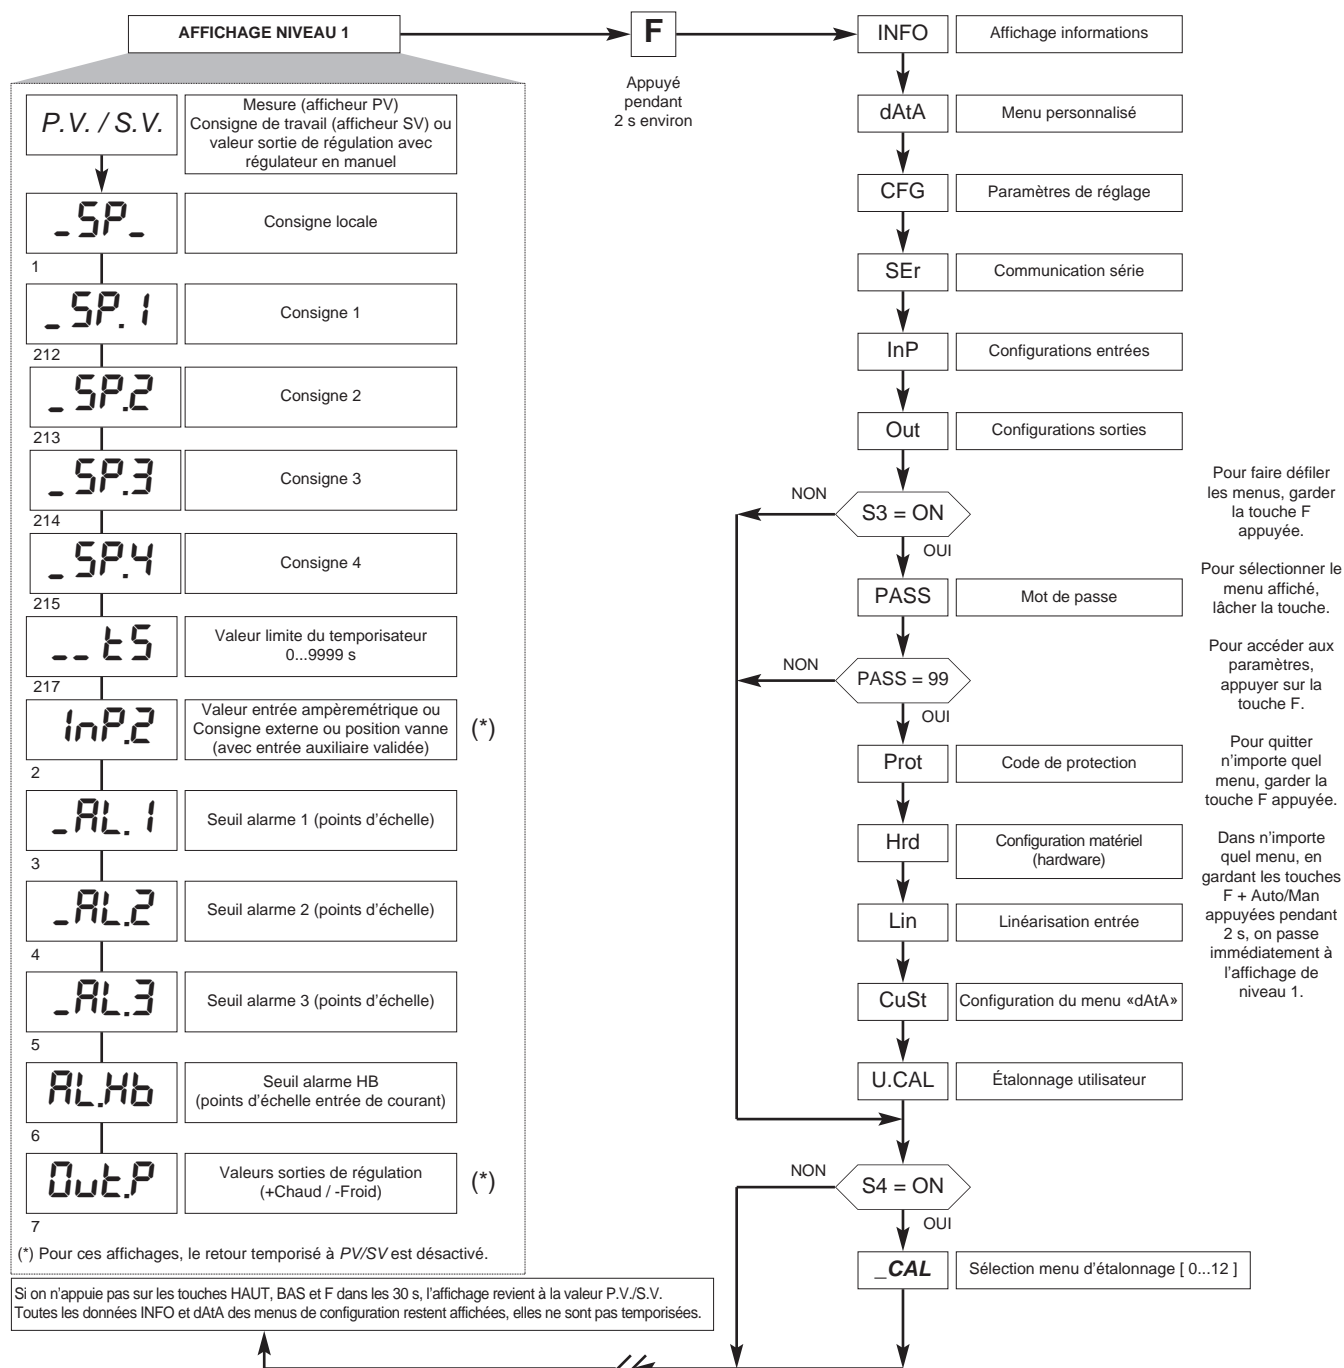 AFFICHAGE NIVEAU 1
F
Appuyé
pendant
2 s environ
P.V. / S.V.
Mesure (afficheur PV)
Consigne de travail (afficheur SV) ou
valeur sortie de régulation avec
régulateur en manuel
_SP_
Consigne locale
1
_SP.1
Consigne 1
212
_SP.2
Consigne 2
213
_SP.3
Consigne 3
214
_SP.4
Consigne 4
215
__tS
Valeur limite du temporisateur
0...9999 s
217
InP.2
Valeur entrée ampèremétrique ou
Consigne externe ou position vanne
(avec entrée auxiliaire validée)
(*)
2
_AL.1
Seuil alarme 1 (points d’échelle)
3
_AL.2
Seuil alarme 2 (points d’échelle)
4
_AL.3
Seuil alarme 3 (points d’échelle)
5
AL.Hb
Seuil alarme HB
(points d’échelle entrée de courant)
6
Out.P
Valeurs sorties de régulation
(+Chaud / -Froid)
(*)
7
(*) Pour ces affichages, le retour temporisé à PV/SV est désactivé.
Si on n’appuie pas sur les touches HAUT, BAS et F dans les 30 s, l’affichage revient à la valeur P.V./S.V.
Toutes les données INFO et dAtA des menus de configuration restent affichées, elles ne sont pas temporisées.
INFO
Affichage informations
dAtA
Menu personnalisé
CFG
Paramètres de réglage
SEr
Communication série
InP
Configurations entrées
Out
Configurations sorties
NON
S3 = ON
OUI
PASS
Mot de passe
NON
PASS = 99
OUI
Prot
Code de protection
Hrd
Configuration matériel
(hardware)
Lin
Linéarisation entrée
CuSt
Configuration du menu «dAtA»
U.CAL
Étalonnage utilisateur
NON
S4 = ON
OUI
_CAL
Sélection menu d’étalonnage [ 0...12 ]
Pour faire défiler
les menus, garder
la touche F
appuyée.
Pour sélectionner le
menu affiché,
lâcher la touche.
Pour accéder aux
paramètres,
appuyer sur la
touche F.
Pour quitter
n’importe quel
menu, garder la
touche F appuyée.
Dans n’importe
quel menu, en
gardant les touches
F + Auto/Man
appuyées pendant
2 s, on passe
immédiatement à
l’affichage de
niveau 1.